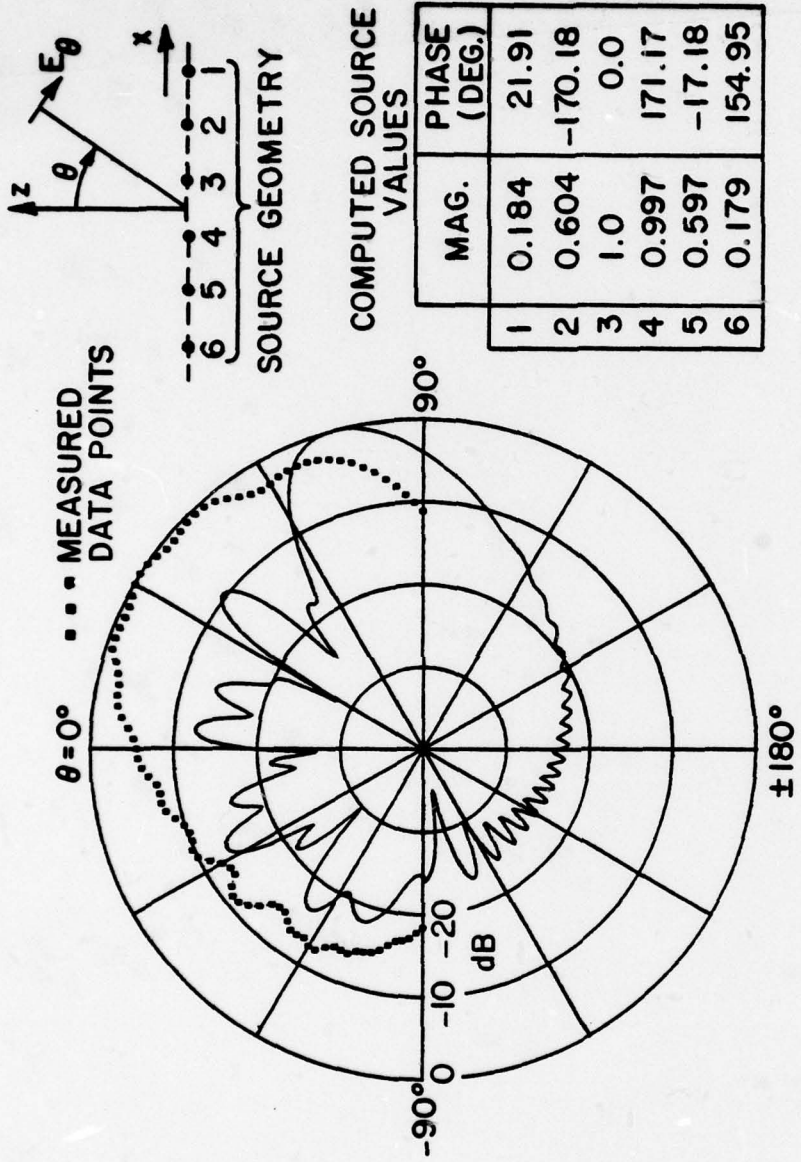 • • • MEASURED
DATA POINTS
θ=0°
90°
±180°
-90°
0
-10
-20
dB
Z
θ
E_θ
X
6 5 4 3 2 1
SOURCE GEOMETRY
COMPUTED SOURCE
VALUES
MAG. PHASE
(DEG.)
1 0.184 21.91
2 0.604 -170.18
3 1.0 0.0
4 0.997 171.17
5 0.597 -17.18
6 0.179 154.95